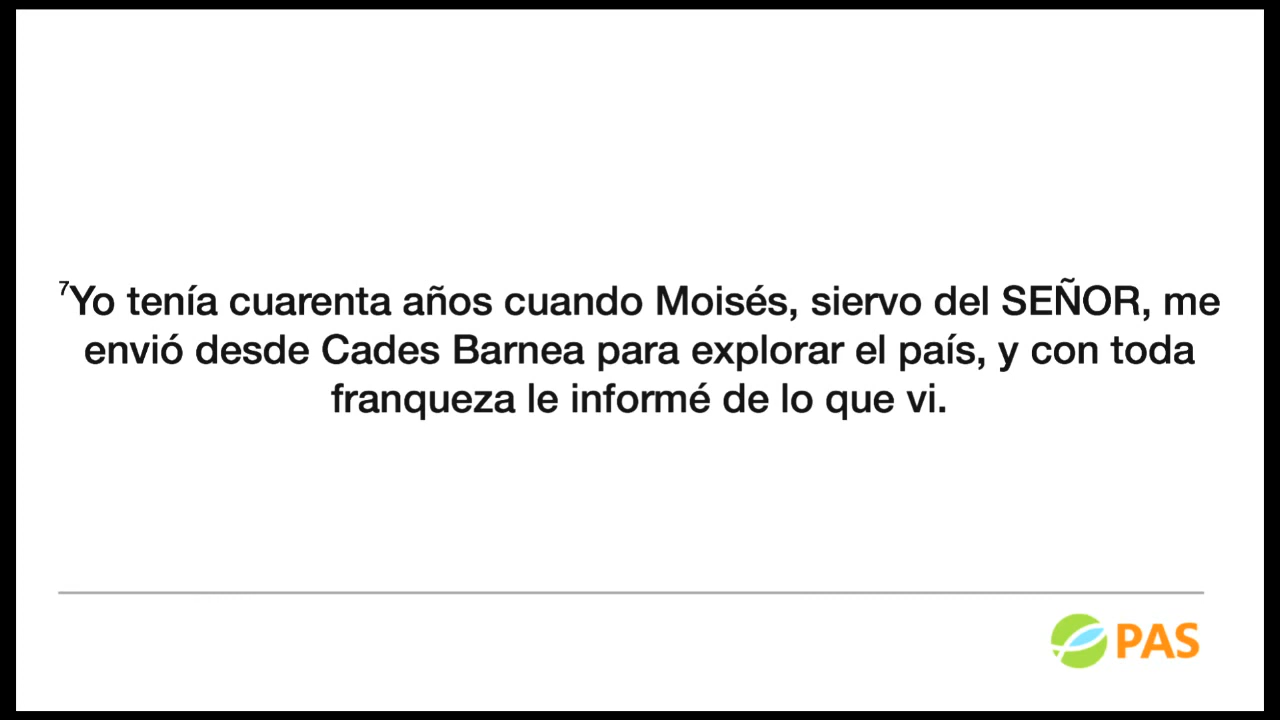 ⁷Yo tenía cuarenta años cuando Moisés, siervo del SEÑOR, me
envió desde Cades Barnea para explorar el país, y con toda
franqueza le informé de lo que vi.
PAS